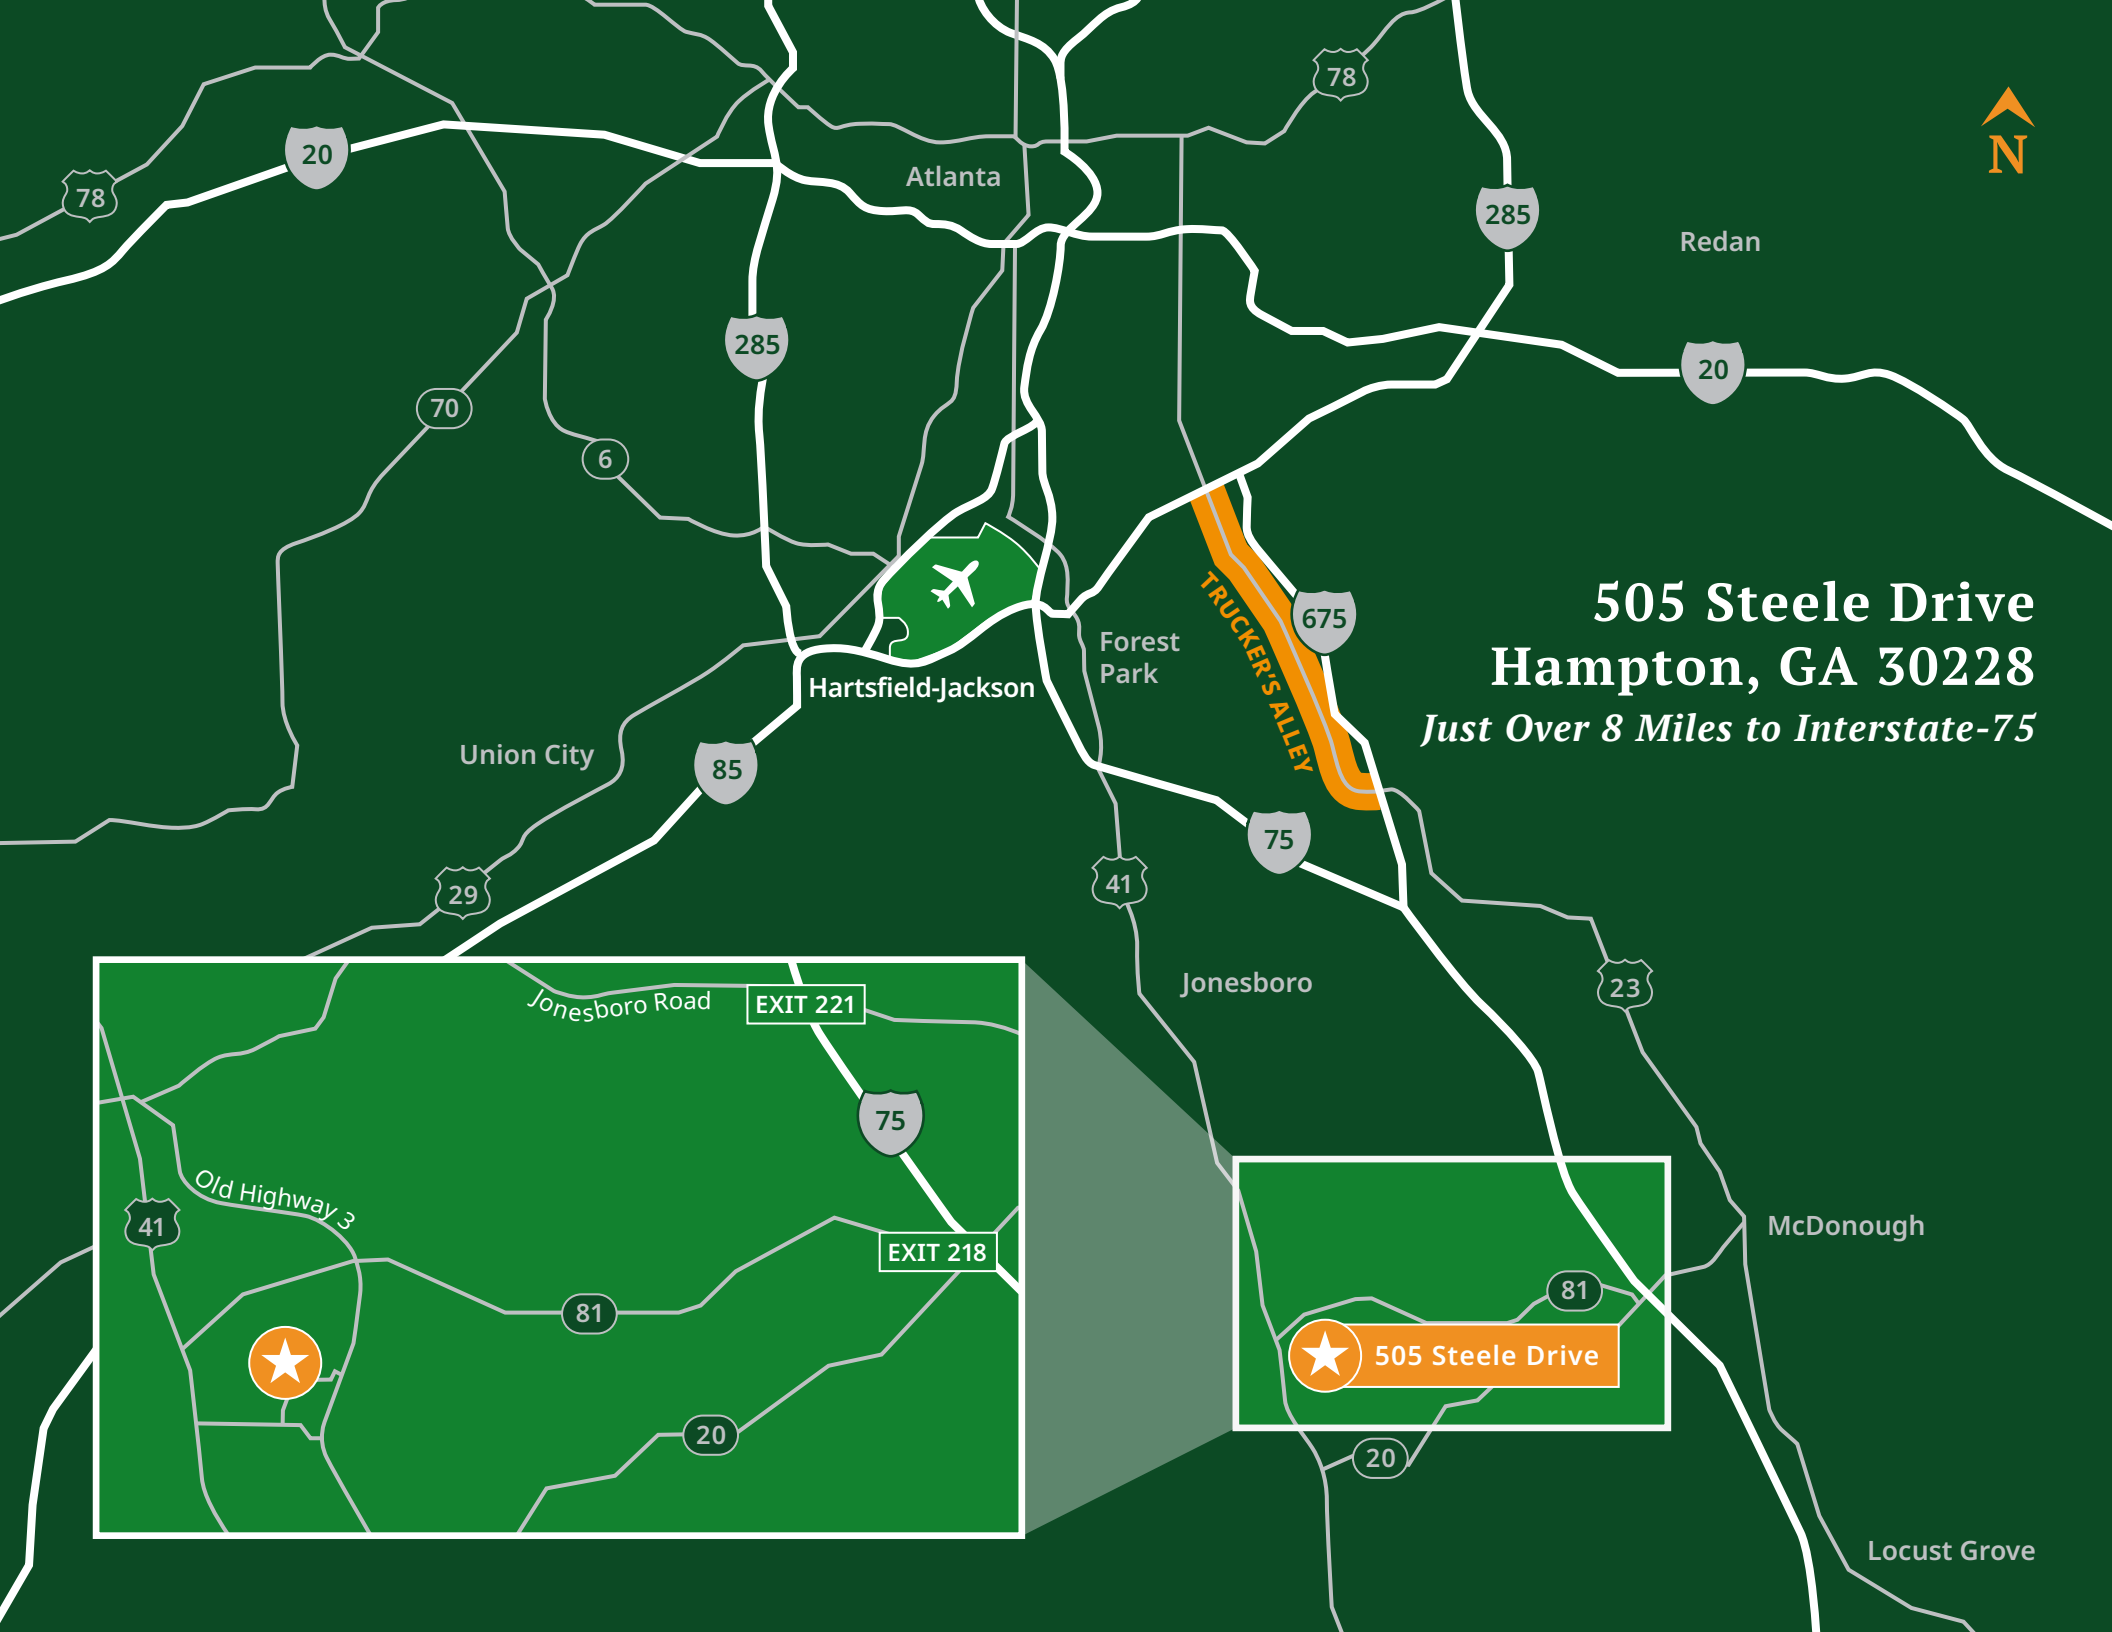 78
N
20
78
Atlanta
285
Redan
285
20
70
6
505 Steele Drive
Hampton, GA 30228
Just Over 8 Miles to Interstate-75
TRUCKER'S ALLEY
675
Forest
Park
Hartsfield-Jackson
Union City
85
75
41
29
Jonesboro
23
Jonesboro Road
EXIT 221
75
Old Highway 3
41
EXIT 218
81
20
McDonough
81
505 Steele Drive
20
Locust Grove